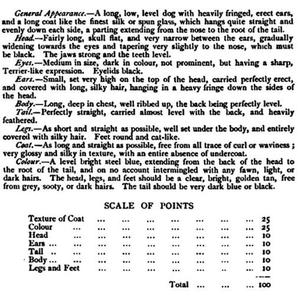 General Appearance.—A long, low, level dog with heavily fringed, erect ears,
and a long coat like the finest silk or spun glass, which hangs quite straight and
evenly down each side, a parting extending from the nose to the root of the tail.
Head.—Fairly long, skull flat, and very narrow between the ears, gradually
widening towards the eyes and tapering very slightly to the nose, which must
be black. The jaws strong and the teeth level.
Eyes.—Medium in size, dark in colour, not prominent, but having a sharp,
Terrier-like expression. Eyelids black.
Ears.—Small, set very high on the top of the head, carried perfectly erect,
and covered with long, silky hair, hanging in a heavy fringe down the sides of
the head.
Body.—Long, deep in chest, well ribbed up, the back being perfectly level.
Tail.—Perfectly straight, carried almost level with the back, and heavily
feathered.
Legs.—As short and straight as possible, well set under the body, and entirely
covered with silky hair. Feet round and cat-like.
Coat.—As long and straight as possible, free from all trace of curl or waviness;
very glossy and silky in texture, with an entire absence of undercoat.
Colour.—A level bright steel blue, extending from the back of the head to
the root of the tail, and on no account intermingled with any fawn, light, or
dark hairs. The head, legs, and feet should be a clear, bright, golden tan, free
from grey, sooty, or dark hairs. The tail should be very dark blue or black.
SCALE OF POINTS
Texture of Coat ... ... ... ... ... 25
Colour ... ... ... ... ... 25
Head ... ... ... ... ... 10
Ears ... ... ... ... ... 10
Tail ... ... ... ... ... 10
Body ... ... ... ... ... 10
Legs and Feet ... ... ... ... ... 10
Total ... ... 100